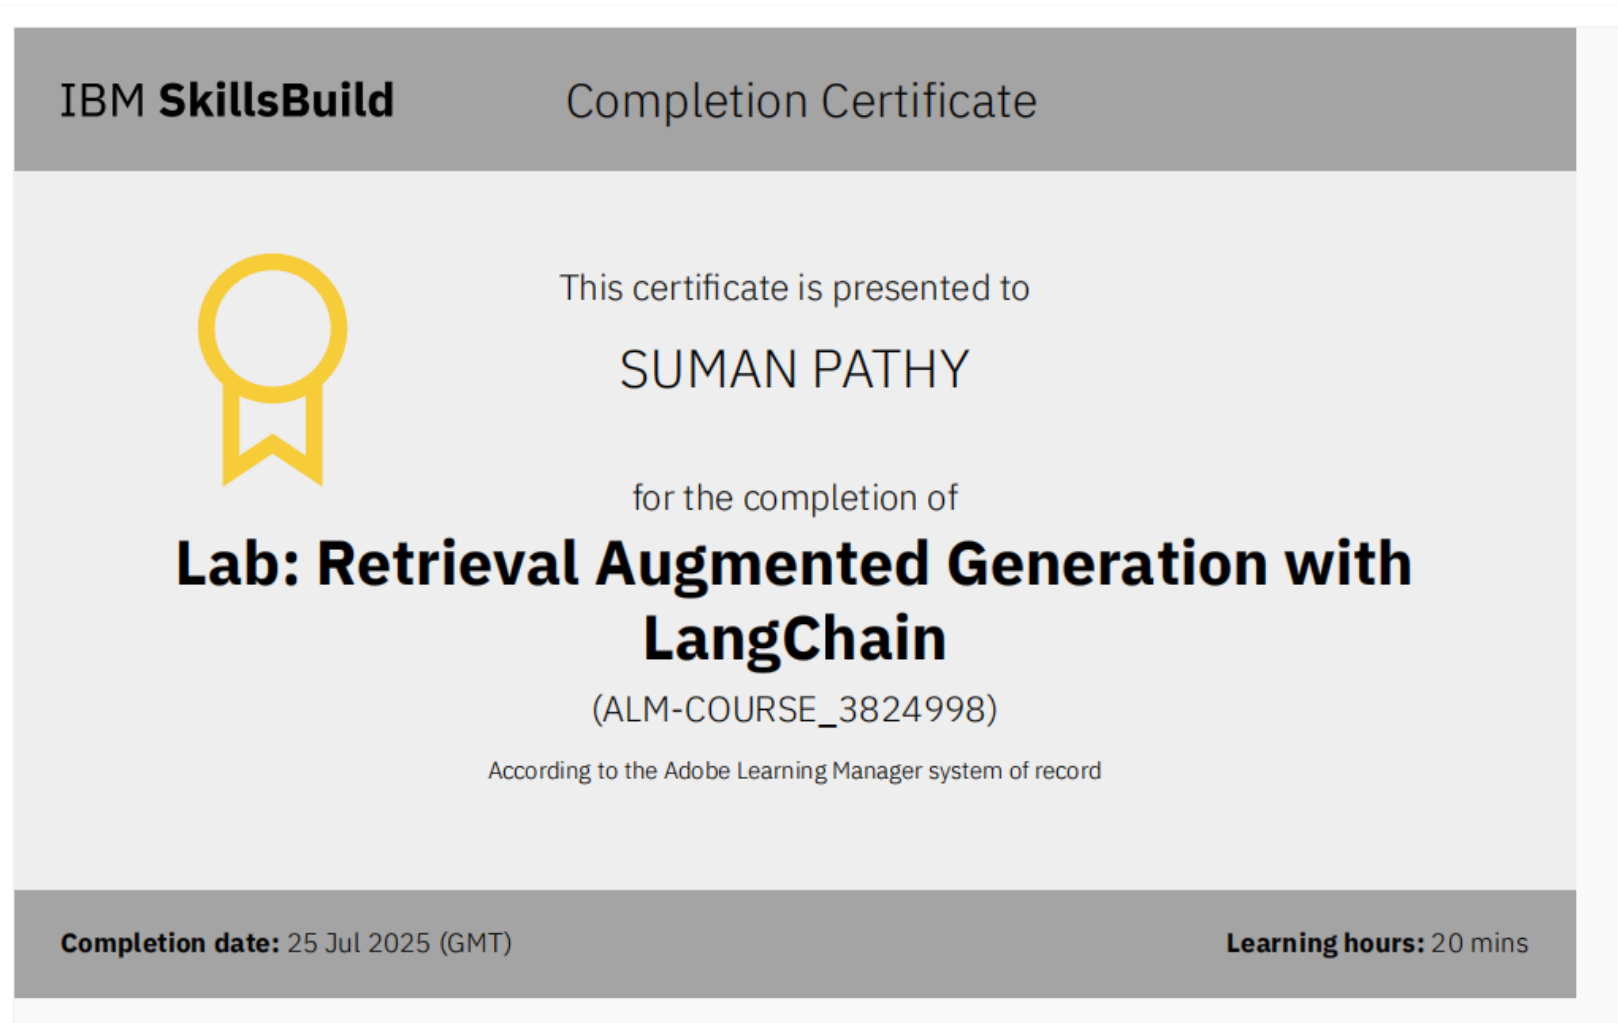 IBM SkillsBuild
Completion Certificate
This certificate is presented to
SUMAN PATHY
for the completion of
Lab: Retrieval Augmented Generation with
LangChain
(ALM-COURSE_3824998)
According to the Adobe Learning Manager system of record
Completion date: 25 Jul 2025 (GMT)
Learning hours: 20 mins